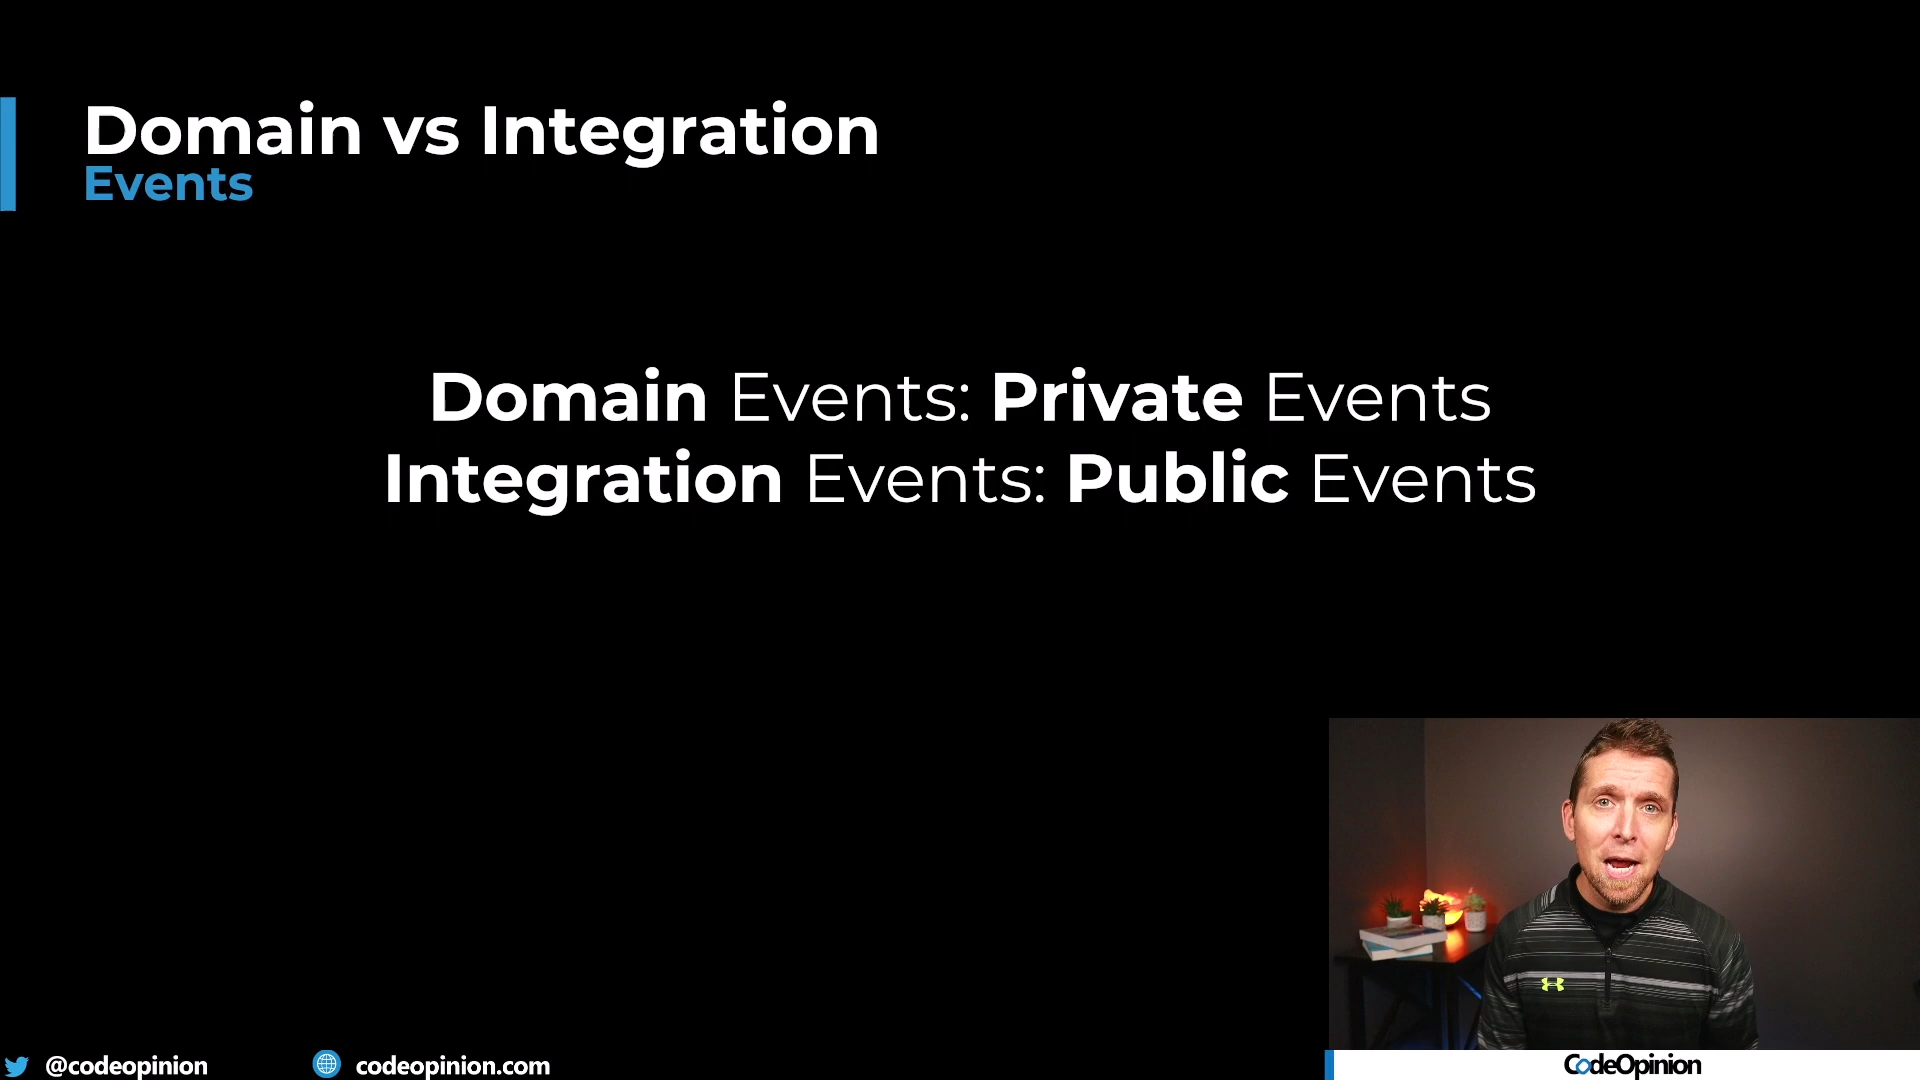 Domain vs Integration
Events
Domain Events: Private Events
Integration Events: Public Events
@codeopinion
codeopinion.com
CodeOpinion